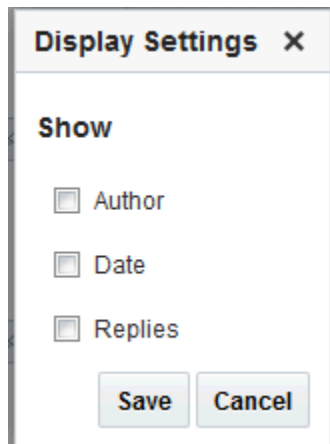 Display Settings
Show
Author
Date
Replies
Save Cancel